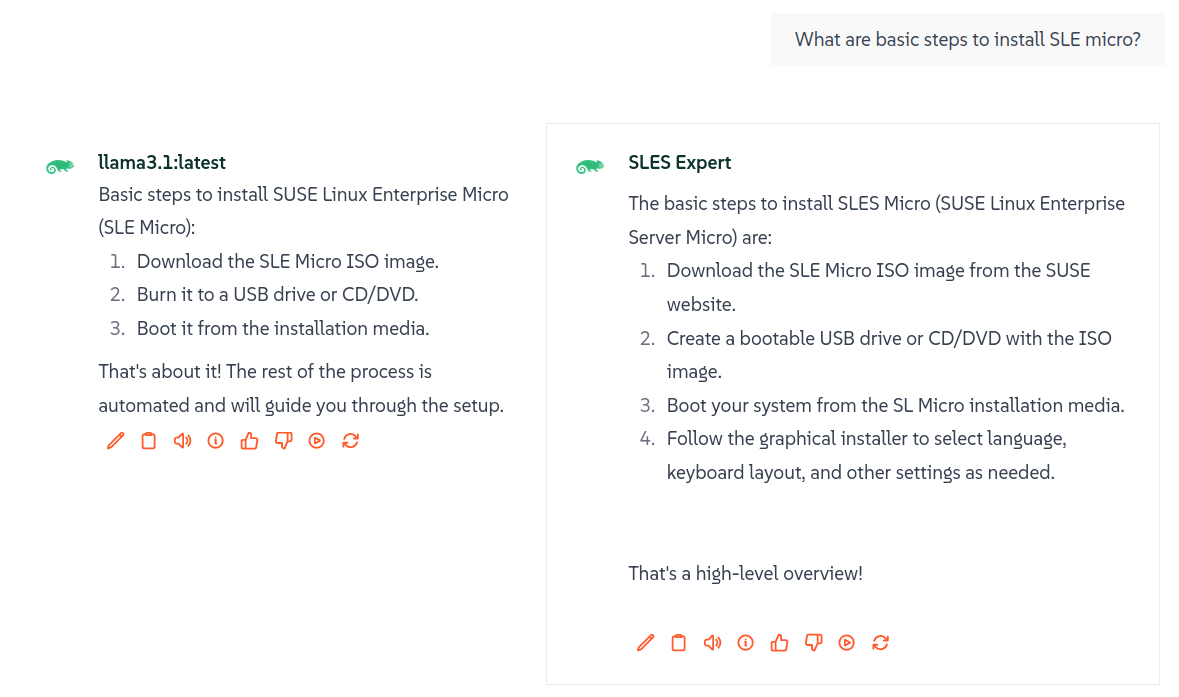 What are basic steps to install SLE micro?
llama3.1:latest
Basic steps to install SUSE Linux Enterprise Micro
(SLE Micro):
1. Download the SLE Micro ISO image.
2. Burn it to a USB drive or CD/DVD.
3. Boot it from the installation media.
That's about it! The rest of the process is
automated and will guide you through the setup.
SLES Expert
The basic steps to install SLES Micro (SUSE Linux Enterprise
Server Micro) are:
1. Download the SLE Micro ISO image from the SUSE
website.
2. Create a bootable USB drive or CD/DVD with the ISO
image.
3. Boot your system from the SL Micro installation media.
4. Follow the graphical installer to select language,
keyboard layout, and other settings as needed.
That's a high-level overview!